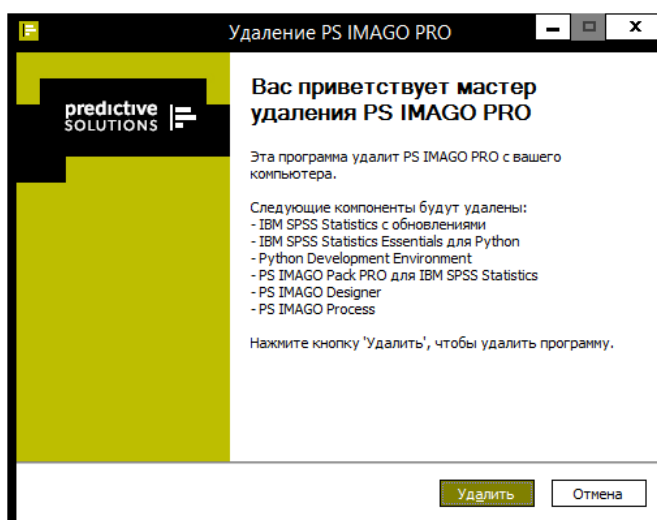 Удаление PS IMAGO PRO
predictive
SOLUTIONS
Вас приветствует мастер
удаления PS IMAGO PRO
Эта программа удалит PS IMAGO PRO с вашего
компьютера.
Следующие компоненты будут удалены:
- IBM SPSS Statistics с обновлениями
- IBM SPSS Statistics Essentials для Python
- Python Development Environment
- PS IMAGO Pack PRO для IBM SPSS Statistics
- PS IMAGO Designer
- PS IMAGO Process
Нажмите кнопку 'Удалить', чтобы удалить программу.
Удалить
Отмена